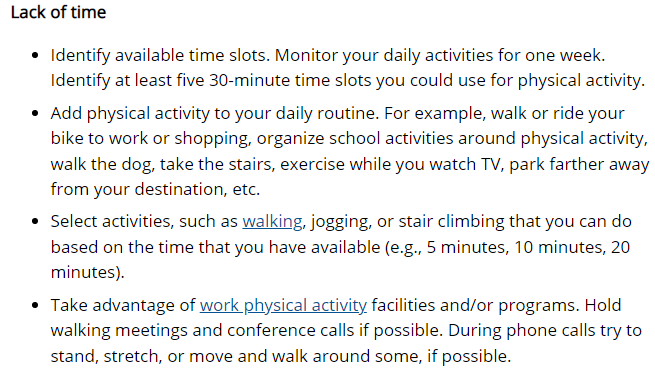 Lack of time
• Identify available time slots. Monitor your daily activities for one week.
Identify at least five 30-minute time slots you could use for physical activity.
• Add physical activity to your daily routine. For example, walk or ride your
bike to work or shopping, organize school activities around physical activity,
walk the dog, take the stairs, exercise while you watch TV, park farther away
from your destination, etc.
• Select activities, such as walking, jogging, or stair climbing that you can do
based on the time that you have available (e.g., 5 minutes, 10 minutes, 20
minutes).
• Take advantage of work physical activity facilities and/or programs. Hold
walking meetings and conference calls if possible. During phone calls try to
stand, stretch, or move and walk around some, if possible.